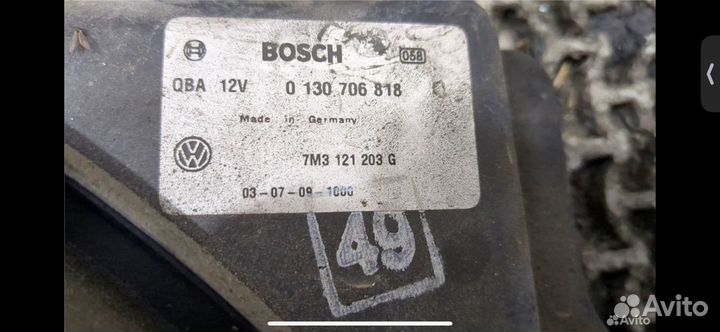 BOSCH
058
QBA 12V 0 130 706 818
Made in Germany
7M3 121 203 G
03-07-09-1000
49
Avito
Avito